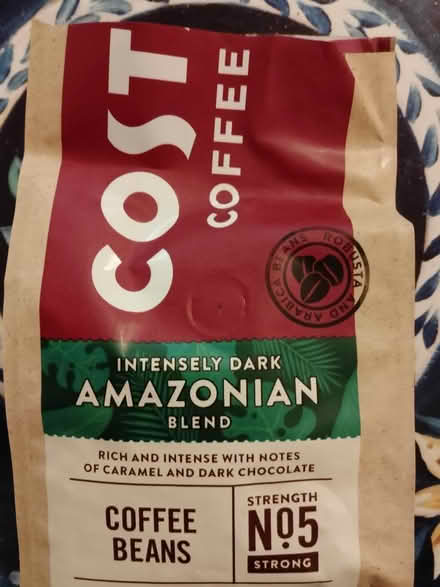 COST
COFFEE
ROBUSTA AND ARABICA BEANS
INTENSELY DARK
AMAZONIAN
BLEND
RICH AND INTENSE WITH NOTES
OF CARAMEL AND DARK CHOCOLATE
COFFEE
BEANS
STRENGTH
Nº5
STRONG